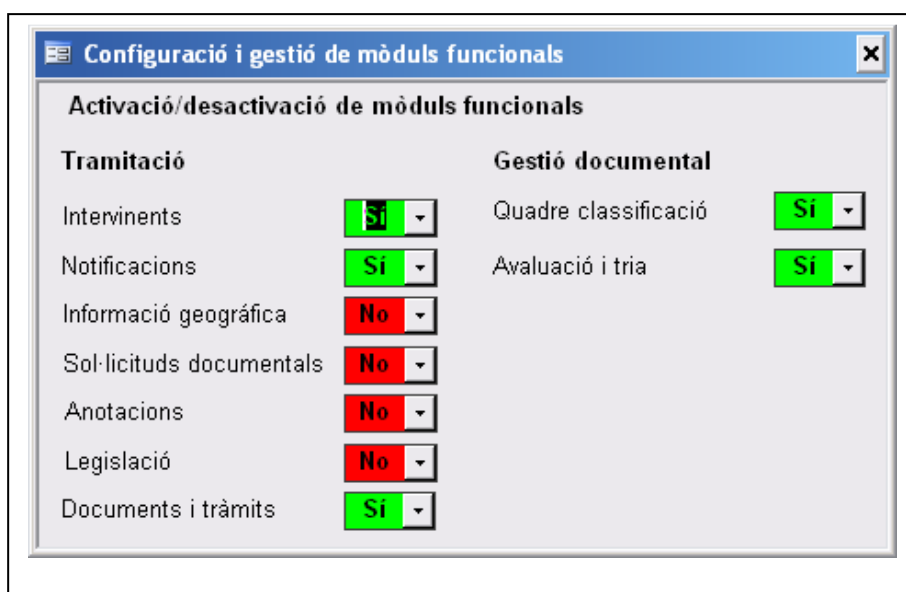 Configuració i gestió de mòduls funcionals
Activació/desactivació de mòduls funcionals
Tramitació
Intervinents Sí
Notificacions Sí
Informació geográfica No
Sol·licituds documentals No
Anotacions No
Legislació No
Documents i tràmits Sí
Gestió documental
Quadre classificació Sí
Avaluació i tria Sí